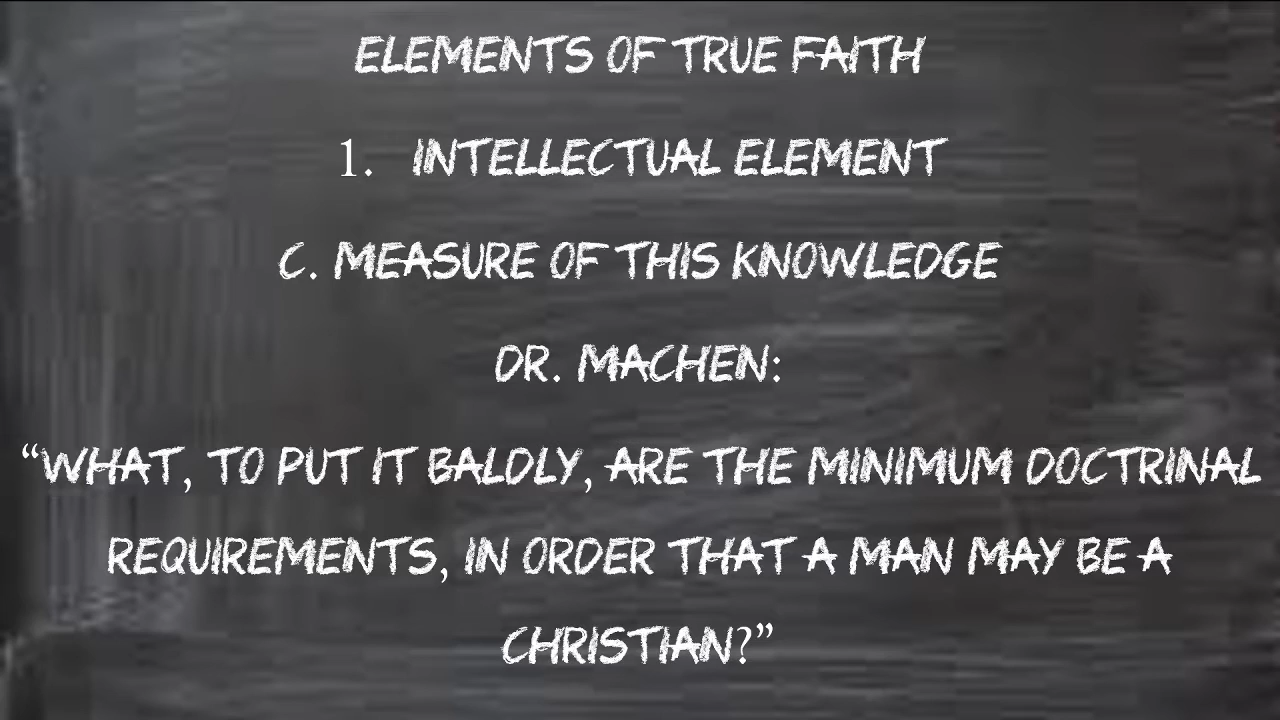 ELEMENTS OF TRUE FAITH
1. INTELLECTUAL ELEMENT
C. MEASURE OF THIS KNOWLEDGE
DR. MACHEN:
“WHAT, TO PUT IT BALDLY, ARE THE MINIMUM DOCTRINAL
REQUIREMENTS, IN ORDER THAT A MAN MAY BE A
CHRISTIAN?”